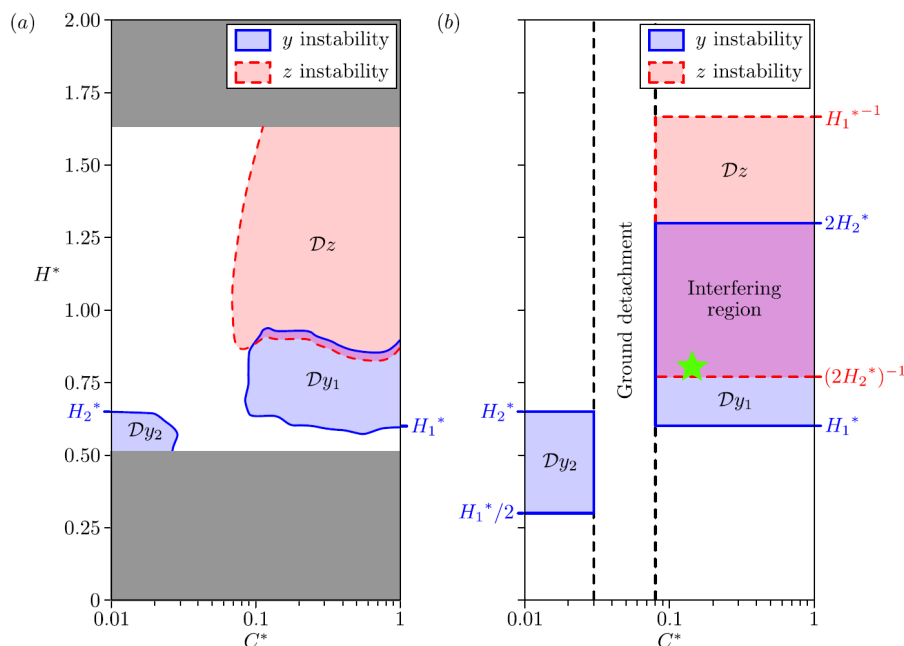 (a)
2.00
1.75
1.50
1.25
H*
1.00
0.75
0.50
0.25
0
y instability
z instability
𝒟z
𝒟y₁
𝒟y₂
H₂*
H₁*
0.01
0.1
1
C*
(b)
y instability
z instability
H₁*⁻¹
𝒟z
2H₂*
Ground detachment
Interfering
region
(2H₂*)⁻¹
𝒟y₁
H₂*
H₁*
𝒟y₂
H₁*/2
0.01
0.1
1
C*